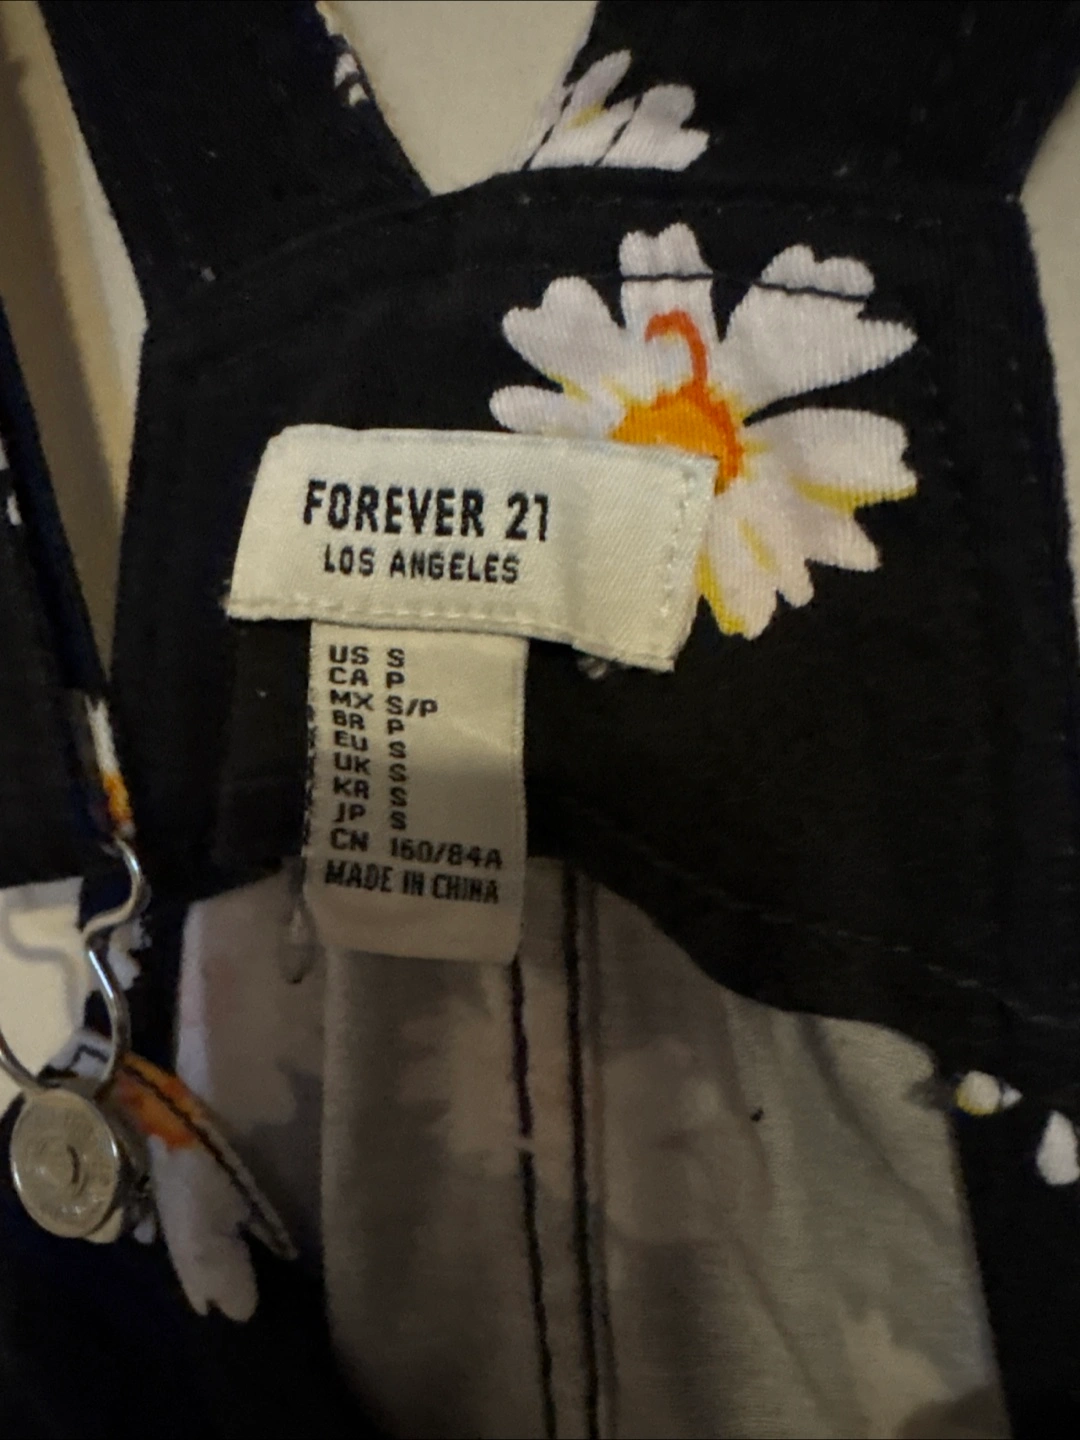 FOREVER 21
LOS ANGELES
US S
CA P
MX S/P
BR P
EU S
UK S
KR S
JP S
CN 160/84A
MADE IN CHINA